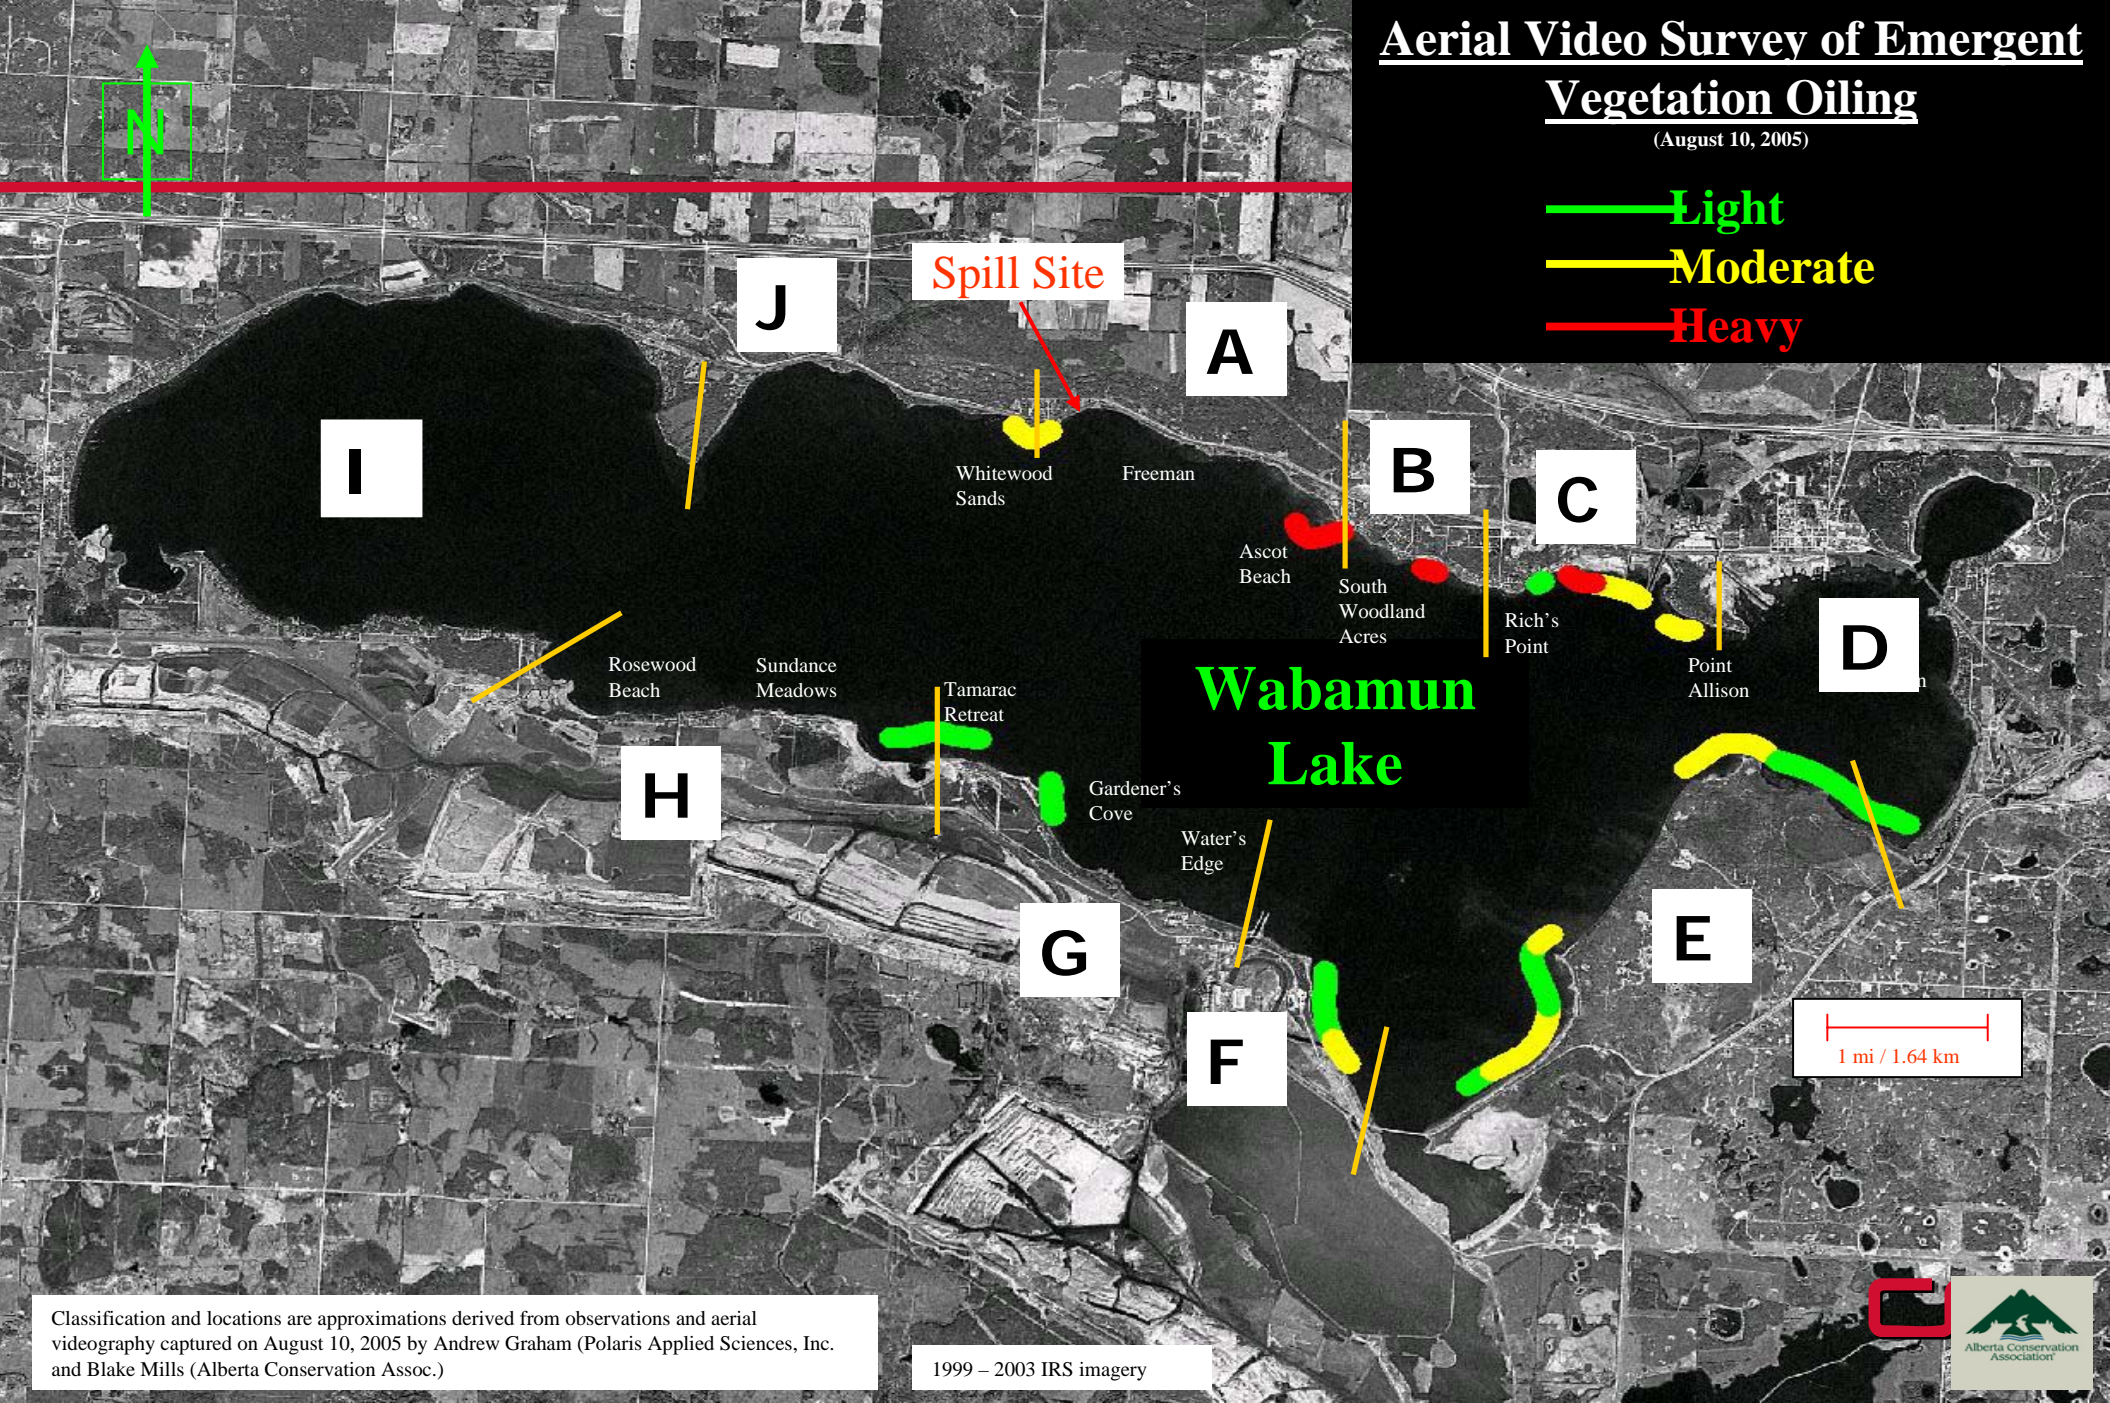 Aerial Video Survey of Emergent
Vegetation Oiling
(August 10, 2005)
Light
Moderate
Heavy
N
Spill Site
J
A
I
B
C
Whitewood
Sands
Freeman
Ascot
Beach
South
Woodland
Acres
Rich's
Point
D
Point
Allison
Rosewood
Beach
Sundance
Meadows
Tamarac
Retreat
Wabamun
Lake
H
Gardener's
Cove
Water's
Edge
E
G
F
1 mi / 1.64 km
Classification and locations are approximations derived from observations and aerial
videography captured on August 10, 2005 by Andrew Graham (Polaris Applied Sciences, Inc.
and Blake Mills (Alberta Conservation Assoc.)
1999 – 2003 IRS imagery
Alberta Conservation
Association